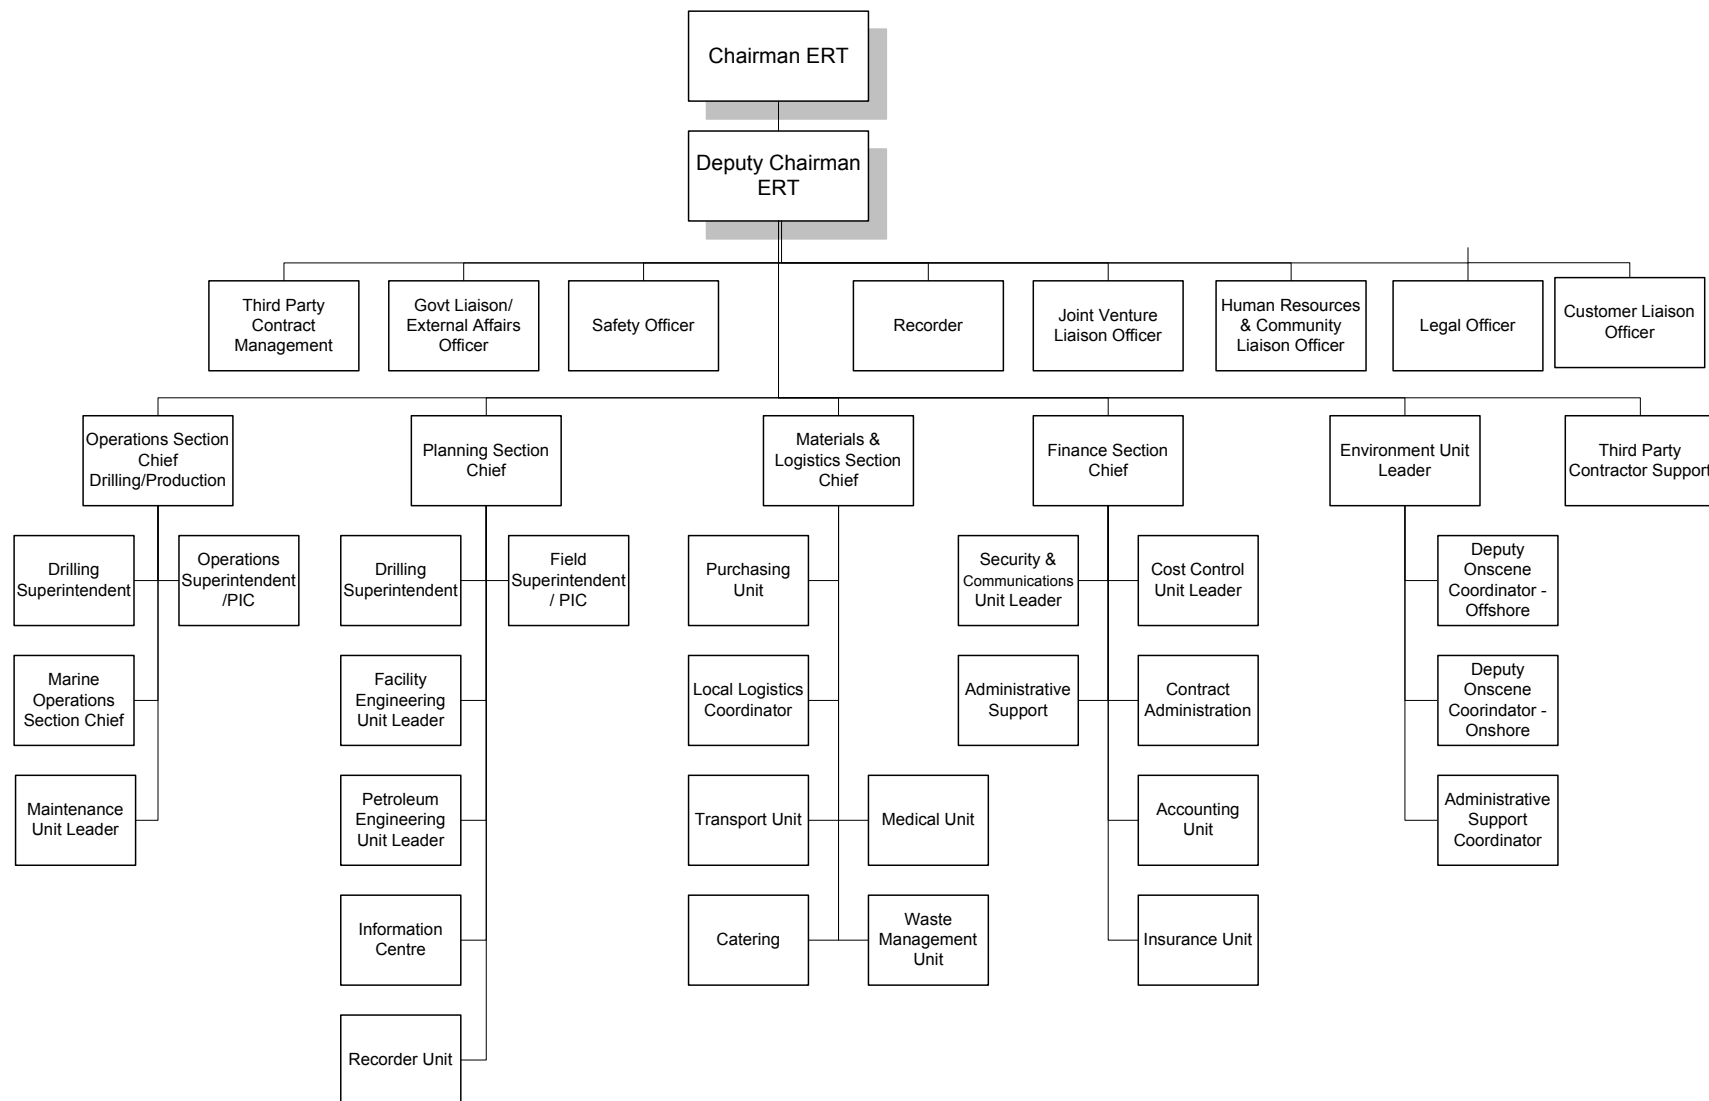 Chairman ERT
Deputy Chairman
ERT
Third Party
Contract
Management
Govt Liaison/
External Affairs
Officer
Safety Officer
Recorder
Joint Venture
Liaison Officer
Human Resources
& Community
Liaison Officer
Legal Officer
Customer Liaison
Officer
Operations Section
Chief
Drilling/Production
Planning Section
Chief
Materials &
Logistics Section
Chief
Finance Section
Chief
Environment Unit
Leader
Third Party
Contractor Support
Drilling
Superintendent
Operations
Superintendent
/PIC
Drilling
Superintendent
Field
Superintendent
/ PIC
Purchasing
Unit
Security &
Communications
Unit Leader
Cost Control
Unit Leader
Deputy
Onscene
Coordinator -
Offshore
Marine
Operations
Section Chief
Facility
Engineering
Unit Leader
Local Logistics
Coordinator
Administrative
Support
Contract
Administration
Deputy
Onscene
Coorindator -
Onshore
Maintenance
Unit Leader
Petroleum
Engineering
Unit Leader
Transport Unit
Medical Unit
Accounting
Unit
Administrative
Support
Coordinator
Information
Centre
Catering
Waste
Management
Unit
Insurance Unit
Recorder Unit